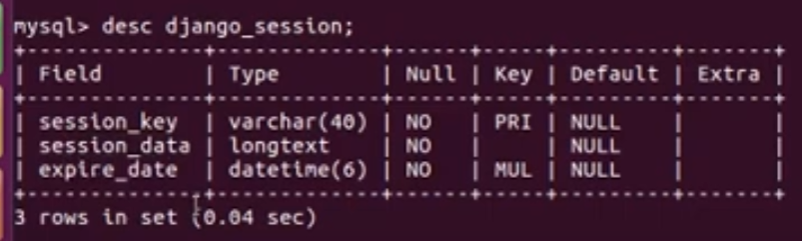 mysql> desc django_session;
+--------------+-------------+------+-----+---------+-------+
| Field        | Type        | Null | Key | Default | Extra |
+--------------+-------------+------+-----+---------+-------+
| session_key  | varchar(40) | NO   | PRI | NULL    |       |
| session_data | longtext    | NO   |     | NULL    |       |
| expire_date  | datetime(6) | NO   | MUL | NULL    |       |
+--------------+-------------+------+-----+---------+-------+
3 rows in set (0.04 sec)